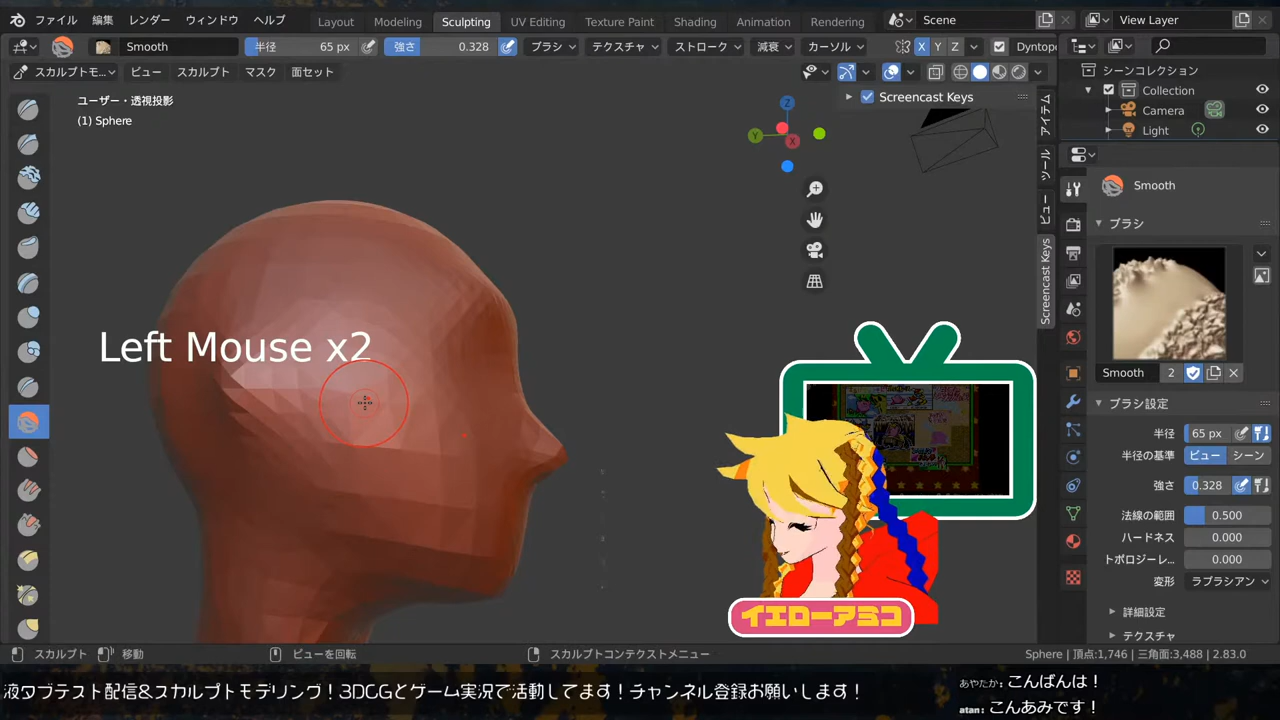 ファイル 編集 レンダー ウィンドウ ヘルプ Layout Modeling Sculpting UV Editing Texture Paint Shading Animation Rendering Scene View Layer
Smooth 半径 65 px 強さ 0.328 ブラシ テクスチャ ストローク 減衰 カーソル X Y Z Dyntopo
スカルプトモ... ビュー スカルプト マスク 面セット
ユーザー・透視投影
(1) Sphere
Screencast Keys
Z
Y
X
アイテム
ツール
ビュー
Screencast Keys
シーンコレクション
Collection
Camera
Light
Smooth
ブラシ
Smooth 2
ブラシ設定
半径 65 px
半径の基準 ビュー シーン
強さ 0.328
法線の範囲 0.500
ハードネス 0.000
トポロジーレ... 0.000
変形 ラプラシアン
詳細設定
テクスチャ
Left Mouse x2
イエローアミコ
スカルプト 移動 ビューを回転 スカルプトコンテクストメニュー Sphere | 頂点:1,746 | 三角面:3,488 | 2.83.0
液タブテスト配信&スカルプトモデリング！3DCGとゲーム実況で活動してます！チャンネル登録お願いします！
あやたか: こんばんは！
atan: こんあみです！